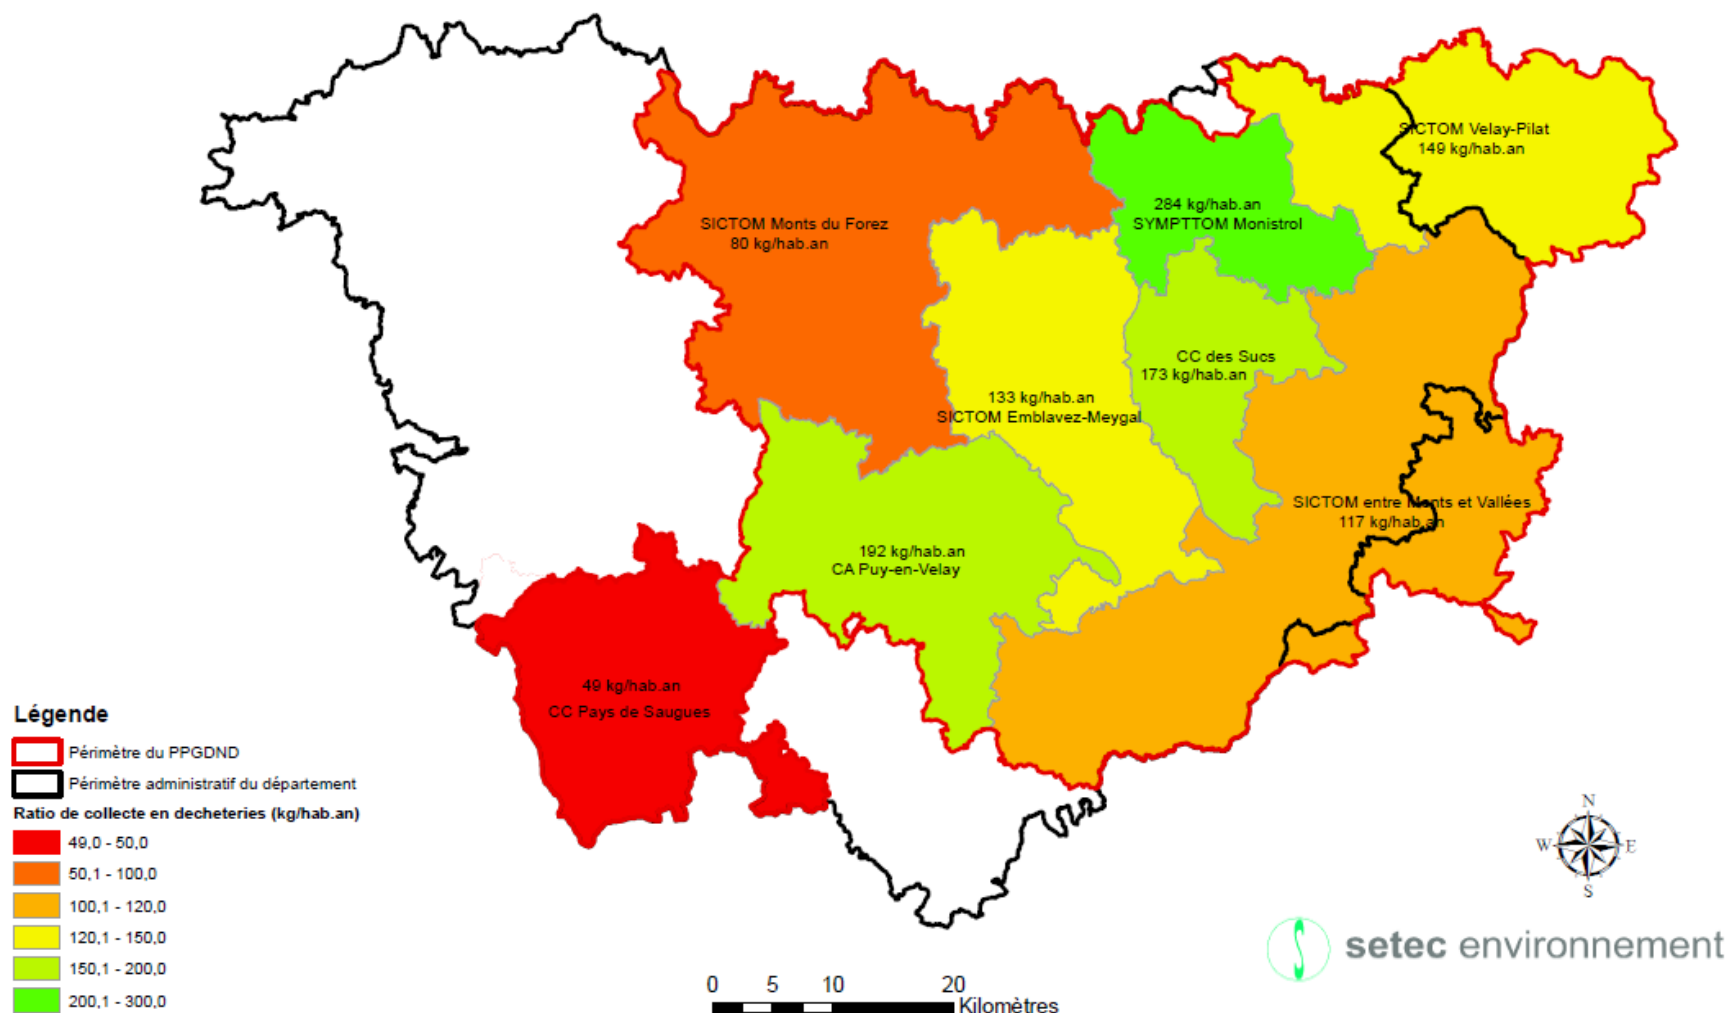 SICTOM Velay-Pilat
149 kg/hab.an
284 kg/hab.an
SYMPTTOM Monistrol
SICTOM Monts du Forez
80 kg/hab.an
CC des Sucs
173 kg/hab.an
133 kg/hab.an
SICTOM Emblavez-Meygal
SICTOM entre Monts et Vallées
117 kg/hab.an
192 kg/hab.an
CA Puy-en-Velay
49 kg/hab.an
CC Pays de Saugues
Légende
Périmètre du PPGDND
Périmètre administratif du département
Ratio de collecte en decheteries (kg/hab.an)
49,0 - 50,0
50,1 - 100,0
100,1 - 120,0
120,1 - 150,0
150,1 - 200,0
200,1 - 300,0
N
W E
S
setec environnement
0 5 10 20
Kilomètres